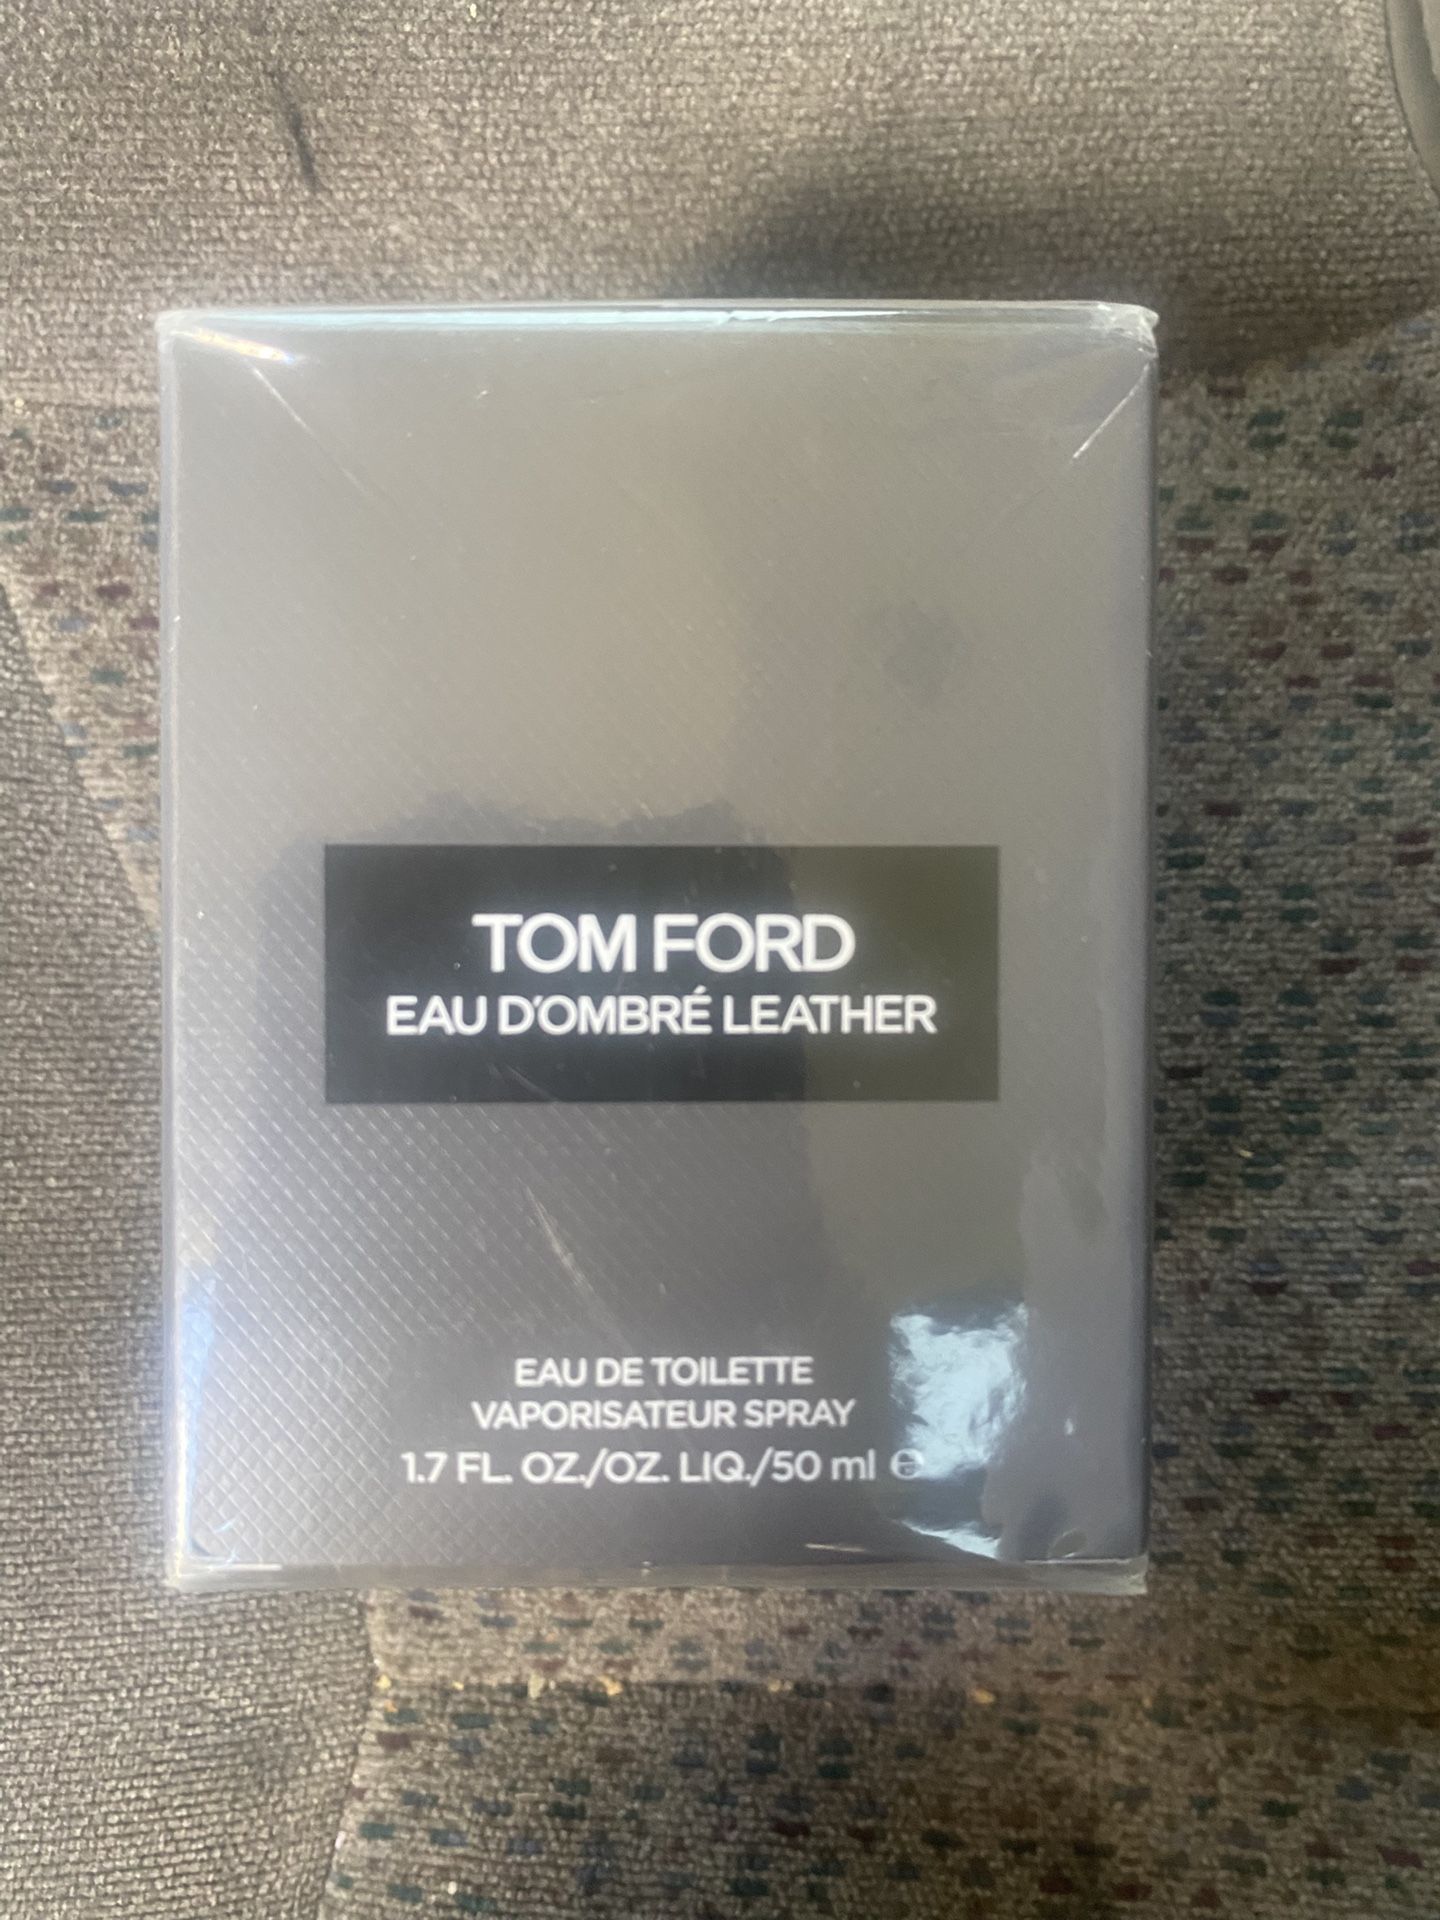 TOM FORD
EAU D'OMBRÉ LEATHER
EAU DE TOILETTE
VAPORISATEUR SPRAY
1.7 FL. OZ./OZ. LIQ./50 ml ℮